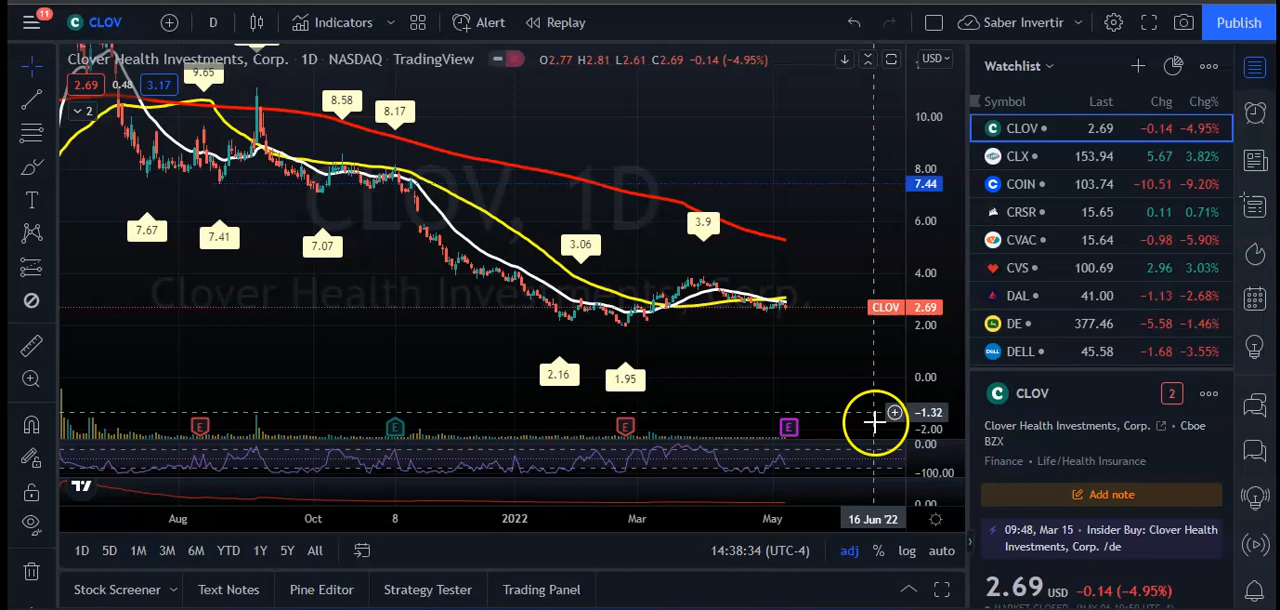 11
CLOV
D
Indicators
Alert
Replay
Saber Invertir
Publish
Clover Health Investments, Corp. · 1D · NASDAQ
TradingView
O2.77 H2.81 L2.61 C2.69 −0.14 (−4.95%)
USD
2.69
0.48
3.17
2
9.65
8.58
8.17
7.67
7.41
7.07
3.06
3.9
2.16
1.95
CLOV, 1D
Clover Health Investments, Corp.
10.00
8.00
7.44
6.00
4.00
CLOV 2.69
2.00
0.00
−1.32
−2.00
0.00
−100.00
0.00
E
E
E
E
Aug
Oct
8
2022
Mar
May
16 Jun '22
1D
5D
1M
3M
6M
YTD
1Y
5Y
All
14:38:34 (UTC-4)
adj
%
log
auto
Stock Screener
Text Notes
Pine Editor
Strategy Tester
Trading Panel
Watchlist
Symbol Last Chg Chg%
CLOV 2.69 −0.14 −4.95%
CLX 153.94 5.67 3.82%
COIN 103.74 −10.51 −9.20%
CRSR 15.65 0.11 0.71%
CVAC 15.64 −0.98 −5.90%
CVS 100.69 2.96 3.03%
DAL 41.00 −1.13 −2.68%
DE 377.46 −5.58 −1.46%
DELL 45.58 −1.68 −3.55%
CLOV
2
Clover Health Investments, Corp. · Cboe
BZX
Finance · Life/Health Insurance
Add note
09:48, Mar 15 · Insider Buy: Clover Health
Investments, Corp. /de
2.69 USD −0.14 (−4.95%)